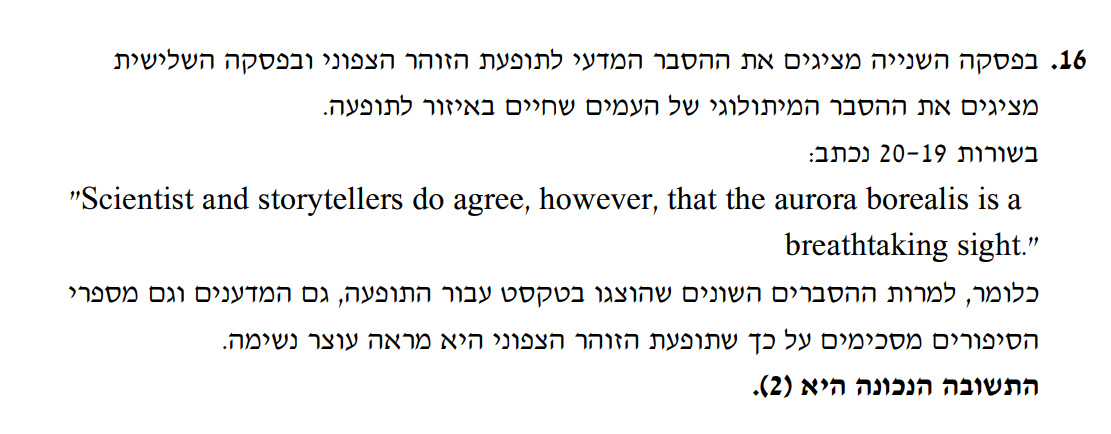 16. בפסקה השנייה מציגים את ההסבר המדעי לתופעת הזוהר הצפוני ובפסקה השלישית
מציגים את ההסבר המיתולוגי של העמים שחיים באיזור לתופעה.
בשורות 20-19 נכתב:
"Scientist and storytellers do agree, however, that the aurora borealis is a
breathtaking sight."
כלומר, למרות ההסברים השונים שהוצגו בטקסט עבור התופעה, גם המדענים וגם מספרי
הסיפורים מסכימים על כך שתופעת הזוהר הצפוני היא מראה עוצר נשימה.
התשובה הנכונה היא (2).